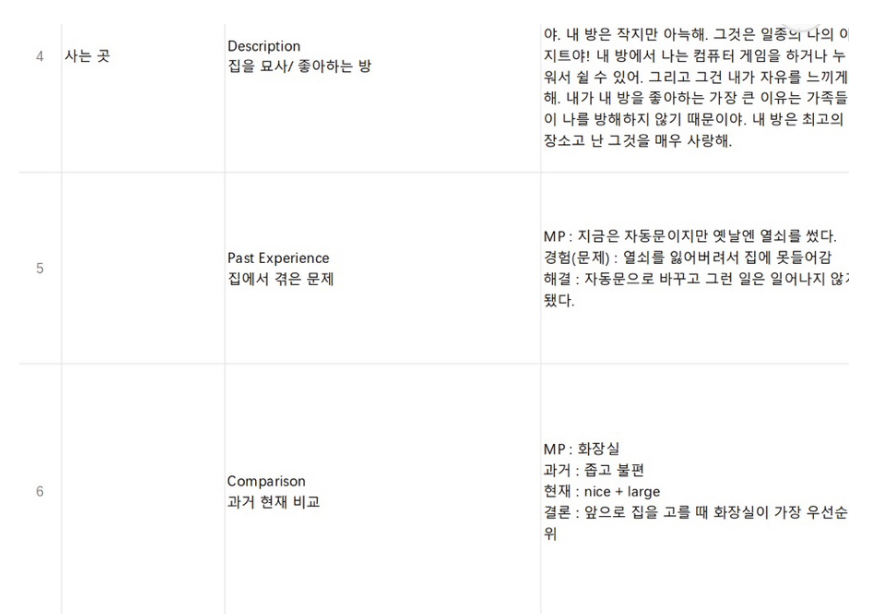 4
사는 곳
Description
집을 묘사/ 좋아하는 방
야. 내 방은 작지만 아늑해. 그것은 일종의 나의 아
지트야! 내 방에서 나는 컴퓨터 게임을 하거나 누
워서 쉴 수 있어. 그리고 그건 내가 자유를 느끼게
해. 내가 내 방을 좋아하는 가장 큰 이유는 가족들
이 나를 방해하지 않기 때문이야. 내 방은 최고의
장소고 난 그것을 매우 사랑해.
5
Past Experience
집에서 겪은 문제
MP : 지금은 자동문이지만 옛날엔 열쇠를 썼다.
경험(문제) : 열쇠를 잃어버려서 집에 못들어감
해결 : 자동문으로 바꾸고 그런 일은 일어나지 않게
됐다.
6
Comparison
과거 현재 비교
MP : 화장실
과거 : 좁고 불편
현재 : nice + large
결론 : 앞으로 집을 고를 때 화장실이 가장 우선순
위